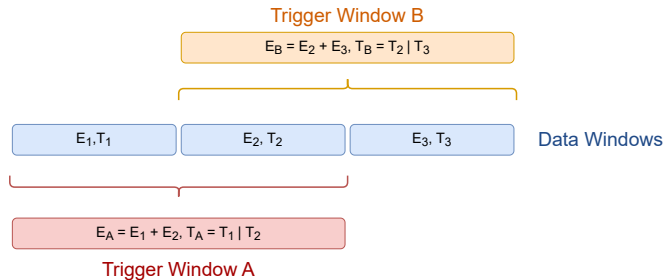 Trigger Window B
E_B = E_2 + E_3, T_B = T_2 | T_3
E_1,T_1
E_2, T_2
E_3, T_3
Data Windows
E_A = E_1 + E_2, T_A = T_1 | T_2
Trigger Window A